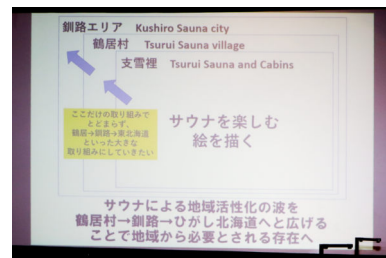 釧路エリア Kushiro Sauna city
鶴居村 Tsurui Sauna village
支雪裡 Tsurui Sauna and Cabins
ここだけの取り組みで
とどまらず、
鶴居→釧路→東北海道
といった大きな
取り組みにしていきたい
サウナを楽しむ
絵を描く
サウナによる地域活性化の波を
鶴居村→釧路→ひがし北海道へと広げる
ことで地域から必要とされる存在へ